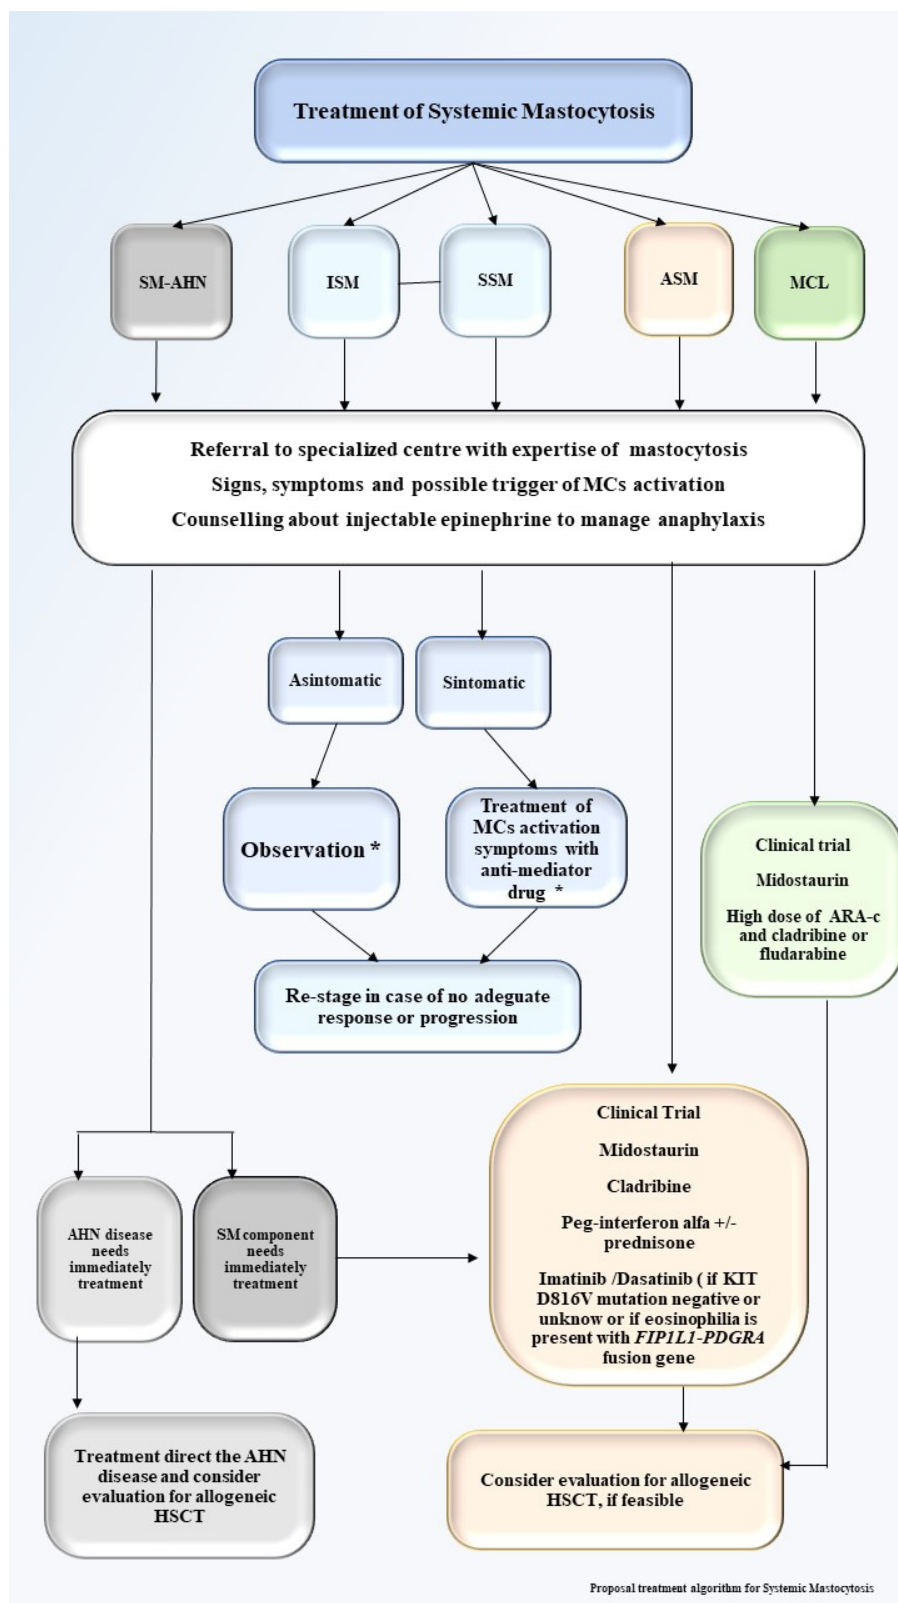 Treatment of Systemic Mastocytosis
SM-AHN
ISM
SSM
ASM
MCL
Referral to specialized centre with expertise of mastocytosis
Signs, symptoms and possible trigger of MCs activation
Counselling about injectable epinephrine to manage anaphylaxis
Asintomatic
Sintomatic
Observation *
Treatment of
MCs activation
symptoms with
anti-mediator
drug *
Clinical trial
Midostaurin
High dose of ARA-c
and cladribine or
fludarabine
Re-stage in case of no adeguate
response or progression
Clinical Trial
Midostaurin
Cladribine
Peg-interferon alfa +/-
prednisone
Imatinib /Dasatinib ( if KIT
D816V mutation negative or
unknow or if eosinophilia is
present with FIP1L1-PDGRA
fusion gene
AHN disease
needs
immediately
treatment
SM component
needs
immediately
treatment
Treatment direct the AHN
disease and consider
evaluation for allogeneic
HSCT
Consider evaluation for allogeneic
HSCT, if feasible
Proposal treatment algorithm for Systemic Mastocytosis